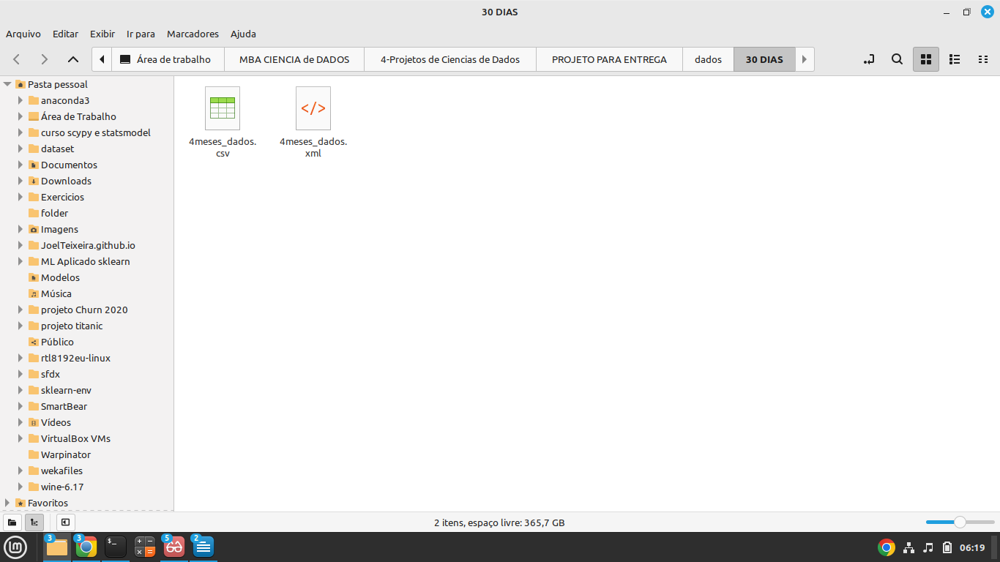 30 DIAS
Arquivo Editar Exibir Ir para Marcadores Ajuda
Área de trabalho MBA CIENCIA de DADOS 4-Projetos de Ciencias de Dados PROJETO PARA ENTREGA dados 30 DIAS
Pasta pessoal
anaconda3
Área de Trabalho
curso scypy e statsmodel
dataset
Documentos
Downloads
Exercicios
folder
Imagens
JoelTeixeira.github.io
ML Aplicado sklearn
Modelos
Música
projeto Churn 2020
projeto titanic
Público
rtl8192eu-linux
sfdx
sklearn-env
SmartBear
Vídeos
VirtualBox VMs
Warpinator
wekafiles
wine-6.17
Favoritos
4meses_dados.
csv
</>
4meses_dados.
xml
2 itens, espaço livre: 365,7 GB
3 3 $_ 5 2 06:19